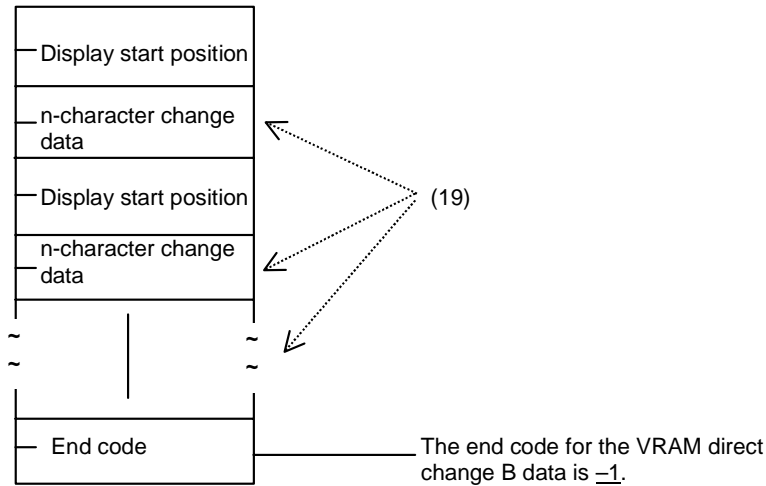 Display start position
n-character change
data
Display start position
(19)
n-character change
data
~ ~
~ ~
End code
The end code for the VRAM direct
change B data is –1.